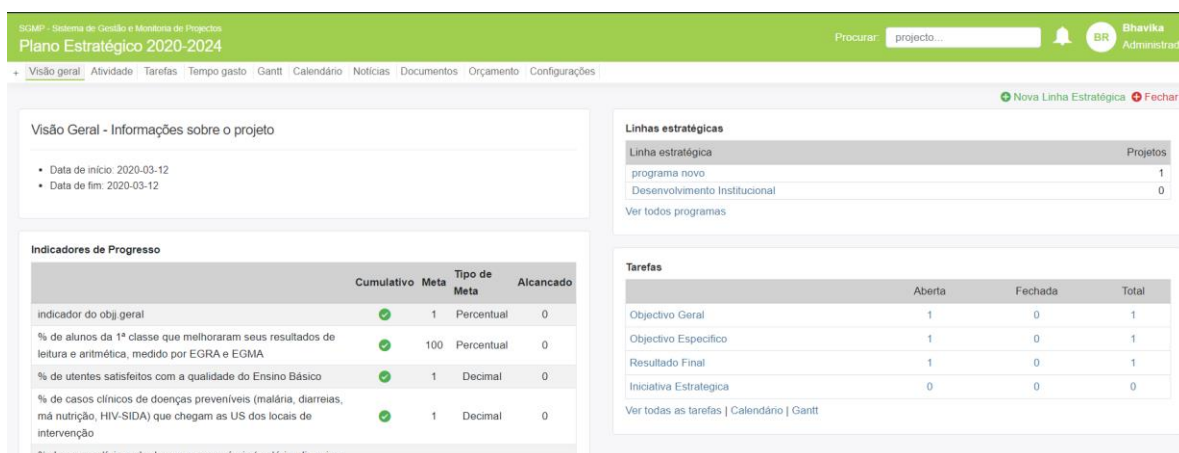 SGMP - Sistema de Gestão e Monitoria de Projectos
Plano Estratégico 2020-2024
Procurar: projecto...
BR
Bhavika
+ Visão geral Atividade Tarefas Tempo gasto Gantt Calendário Notícias Documentos Orçamento Configurações
Nova Linha Estratégica Fechar
Visão Geral - Informações sobre o projeto
• Data de início: 2020-03-12
• Data de fim: 2020-03-12
Indicadores de Progresso
Cumulativo Meta Tipo de Meta Alcancado
indicador do objj.geral 1 Percentual 0
% de alunos da 1ª classe que melhoraram seus resultados de
leitura e aritmética, medido por EGRA e EGMA 100 Percentual 0
% de utentes satisfeitos com a qualidade do Ensino Básico 1 Decimal 0
% de casos clínicos de doenças preveníveis (malária, diarreias,
má nutrição, HIV-SIDA) que chegam as US dos locais de 1 Decimal 0
intervenção
Linhas estratégicas
Linha estratégica Projetos
programa novo 1
Desenvolvimento Institucional 0
Ver todos programas
Tarefas
Aberta Fechada Total
Objectivo Geral 1 0 1
Objectivo Especifico 1 0 1
Resultado Final 1 0 1
Iniciativa Estrategica 0 0 0
Ver todas as tarefas | Calendário | Gantt